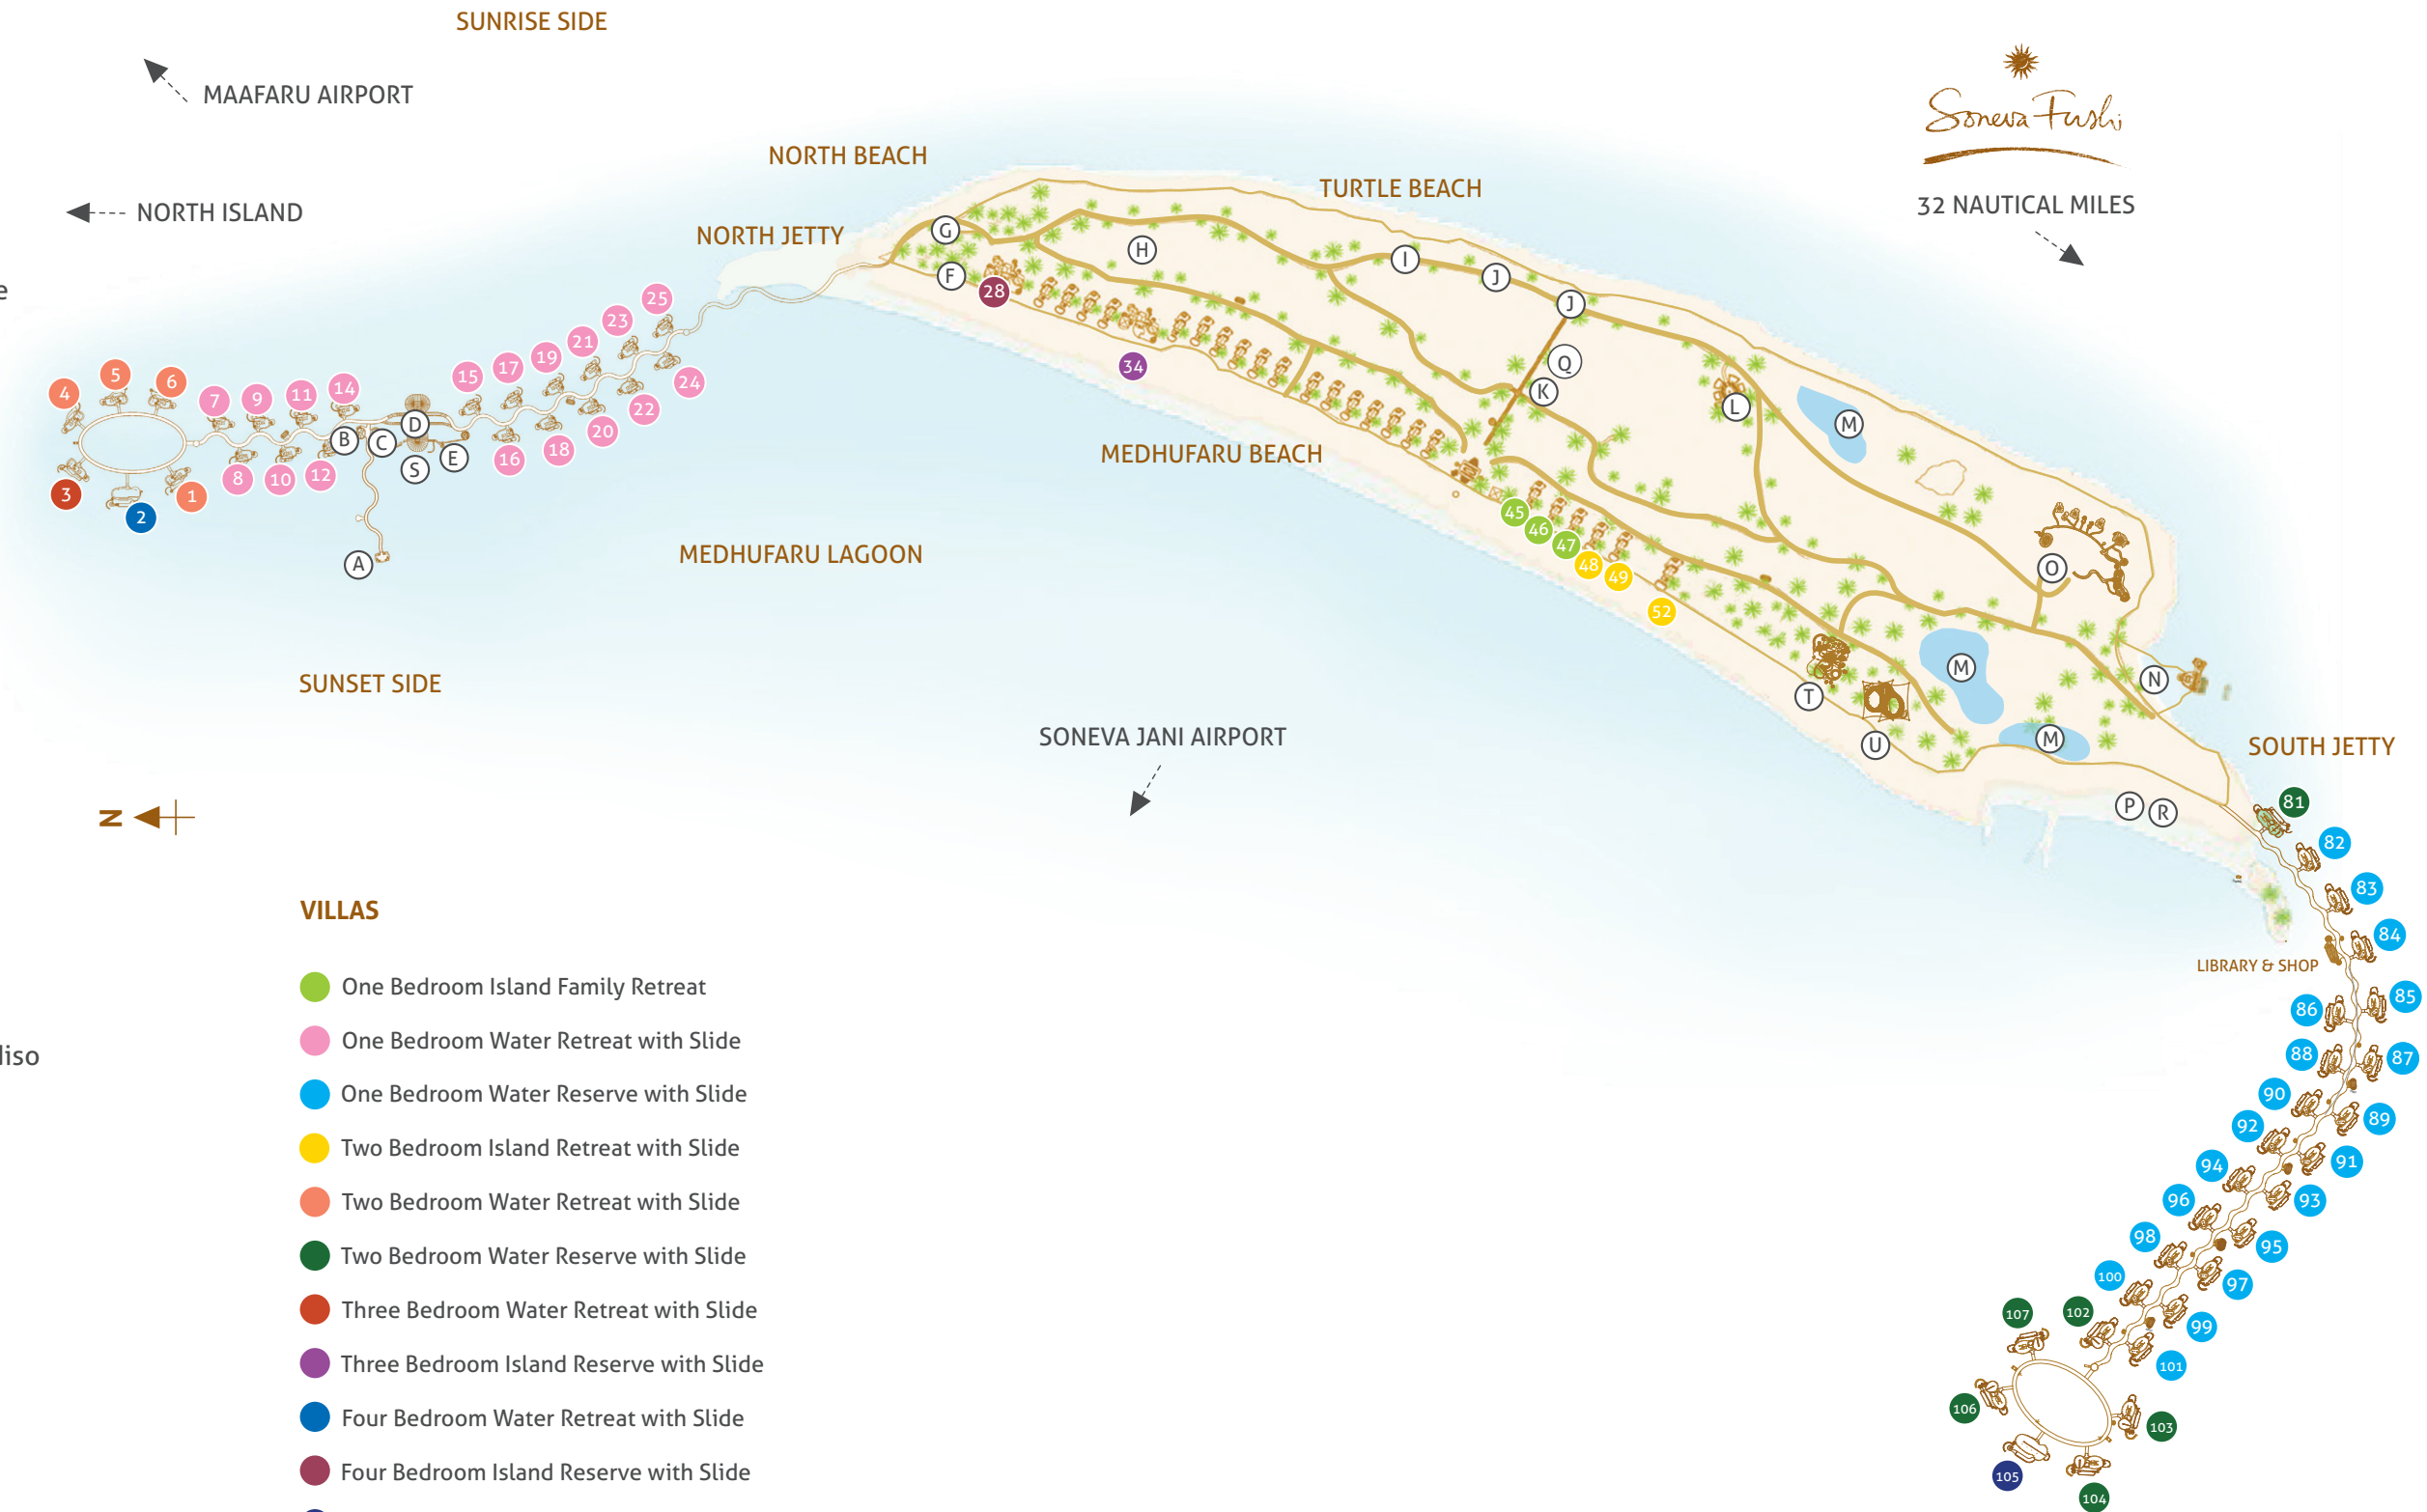 SUNRISE SIDE
MAAFARU AIRPORT
NORTH ISLAND
NORTH BEACH
NORTH JETTY
TURTLE BEACH
Soneva Fushi
32 NAUTICAL MILES
e
G
H
I
J
J
F
28
34
Q
K
L
M
25
23
21
19
17
15
24
22
20
18
16
4
5
6
7
9
11
14
D
B
C
E
S
8
10
12
3
2
1
A
MEDHUFARU BEACH
MEDHUFARU LAGOON
45
46
47
48
49
52
O
M
N
T
U
M
SUNSET SIDE
SONEVA JANI AIRPORT
SOUTH JETTY
P
R
N
81
82
83
84
LIBRARY & SHOP
85
86
87
88
89
90
91
92
93
94
95
96
97
98
99
100
101
102
107
106
103
105
104
liso
VILLAS
One Bedroom Island Family Retreat
One Bedroom Water Retreat with Slide
One Bedroom Water Reserve with Slide
Two Bedroom Island Retreat with Slide
Two Bedroom Water Retreat with Slide
Two Bedroom Water Reserve with Slide
Three Bedroom Water Retreat with Slide
Three Bedroom Island Reserve with Slide
Four Bedroom Water Retreat with Slide
Four Bedroom Island Reserve with Slide